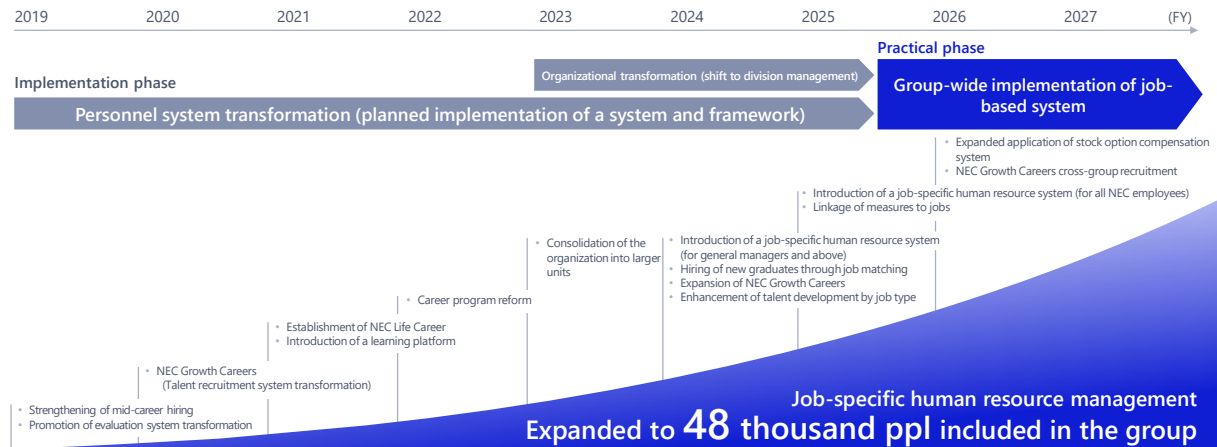 2019 2020 2021 2022 2023 2024 2025 2026 2027 (FY)
Practical phase
Implementation phase
Organizational transformation (shift to division management)
Personnel system transformation (planned implementation of a system and framework)
Group-wide implementation of job-
based system
• Expanded application of stock option compensation
system
• NEC Growth Careers cross-group recruitment
• Introduction of a job-specific human resource system (for all NEC employees)
• Linkage of measures to jobs
• Consolidation of the
organization into larger
units
• Introduction of a job-specific human resource system
(for general managers and above)
• Hiring of new graduates through job matching
• Expansion of NEC Growth Careers
• Enhancement of talent development by job type
• Career program reform
• Establishment of NEC Life Career
• Introduction of a learning platform
• NEC Growth Careers
(Talent recruitment system transformation)
• Strengthening of mid-career hiring
• Promotion of evaluation system transformation
Job-specific human resource management
Expanded to 48 thousand ppl included in the group